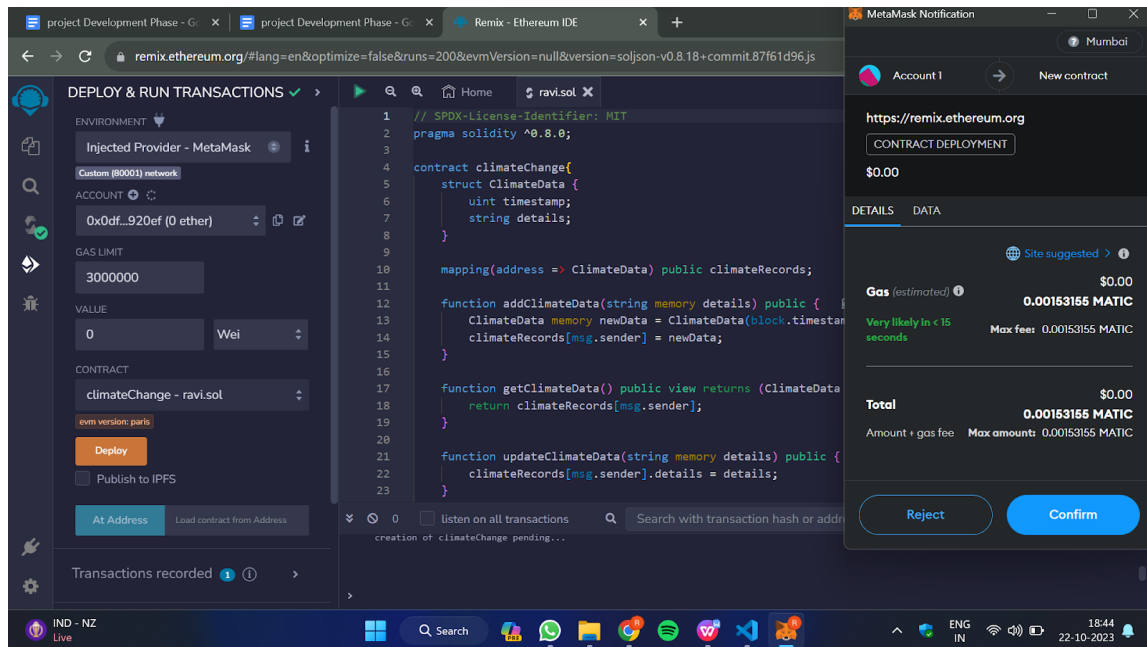 project Development Phase - Go
project Development Phase - Go
Remix - Ethereum IDE
remix.ethereum.org/#lang=en&optimize=false&runs=200&evmVersion=null&version=soljson-v0.8.18+commit.87f61d96.js
DEPLOY & RUN TRANSACTIONS
ENVIRONMENT
Injected Provider - MetaMask
i
Custom (80001) network
ACCOUNT
0x0df...920ef (0 ether)
GAS LIMIT
3000000
VALUE
0
Wei
CONTRACT
climateChange - ravi.sol
evm version: paris
Deploy
Publish to IPFS
At Address
Load contract from Address
Transactions recorded 1 i
Home
ravi.sol
1 // SPDX-License-Identifier: MIT
2 pragma solidity ^0.8.0;
3
4 contract climateChange{
5 struct ClimateData {
6 uint timestamp;
7 string details;
8 }
9
10 mapping(address => ClimateData) public climateRecords;
11
12 function addClimateData(string memory details) public {
13 ClimateData memory newData = ClimateData(block.timestam
14 climateRecords[msg.sender] = newData;
15 }
16
17 function getClimateData() public view returns (ClimateData
18 return climateRecords[msg.sender];
19 }
20
21 function updateClimateData(string memory details) public {
22 climateRecords[msg.sender].details = details;
23 }
0
listen on all transactions
Search with transaction hash or addr
creation of climateChange pending...
>
MetaMask Notification
Mumbai
Account 1
New contract
https://remix.ethereum.org
CONTRACT DEPLOYMENT
$0.00
DETAILS
DATA
Site suggested >
Gas (estimated)
$0.00
0.00153155 MATIC
Very likely in < 15 seconds
Max fee: 0.00153155 MATIC
Total
$0.00
0.00153155 MATIC
Amount + gas fee
Max amount: 0.00153155 MATIC
Reject
Confirm
IND - NZ
Live
Search
PRE
ENG
IN
18:44
22-10-2023